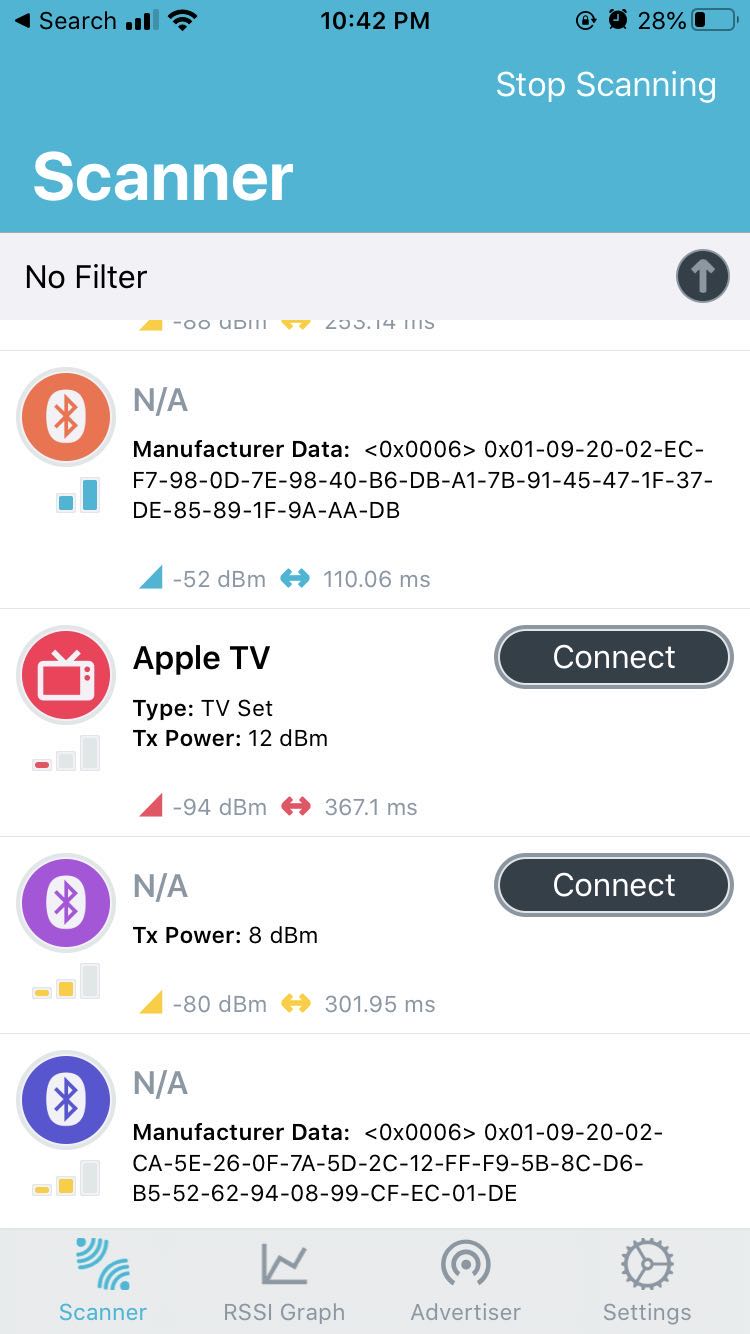 Search
10:42 PM
28%
Stop Scanning
Scanner
No Filter
-88 dBm 253.14 ms
N/A
Manufacturer Data: <0x0006> 0x01-09-20-02-EC-
F7-98-0D-7E-98-40-B6-DB-A1-7B-91-45-47-1F-37-
DE-85-89-1F-9A-AA-DB
-52 dBm 110.06 ms
Apple TV
Connect
Type: TV Set
Tx Power: 12 dBm
-94 dBm 367.1 ms
N/A
Connect
Tx Power: 8 dBm
-80 dBm 301.95 ms
N/A
Manufacturer Data: <0x0006> 0x01-09-20-02-
CA-5E-26-0F-7A-5D-2C-12-FF-F9-5B-8C-D6-
B5-52-62-94-08-99-CF-EC-01-DE
Scanner RSSI Graph Advertiser Settings